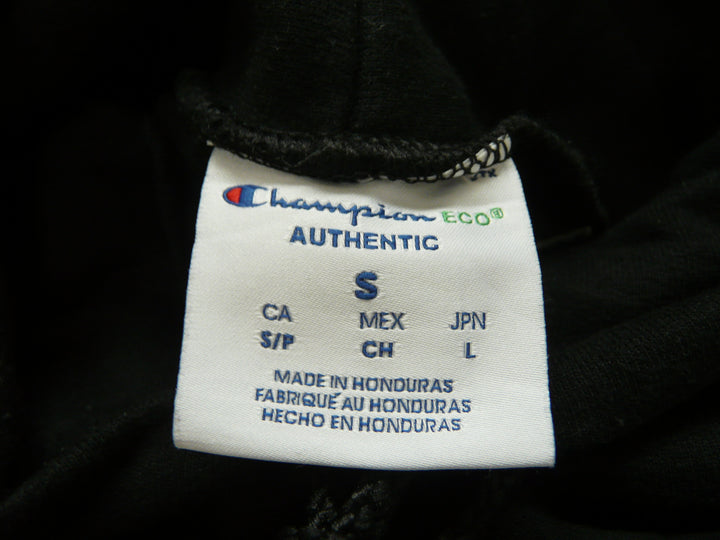 Champion ECO®
AUTHENTIC
S
CA MEX JPN
S/P CH L
MADE IN HONDURAS
FABRIQUÉ AU HONDURAS
HECHO EN HONDURAS